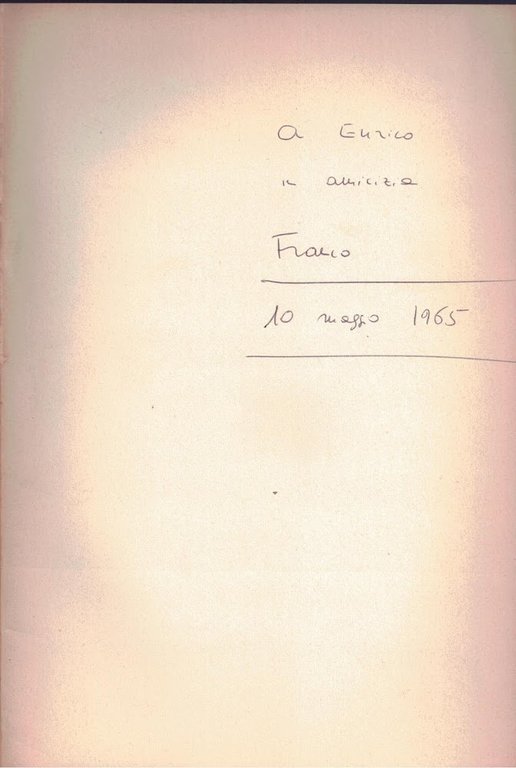 a Enrico
in amicizia
Franco
10 maggio 1965